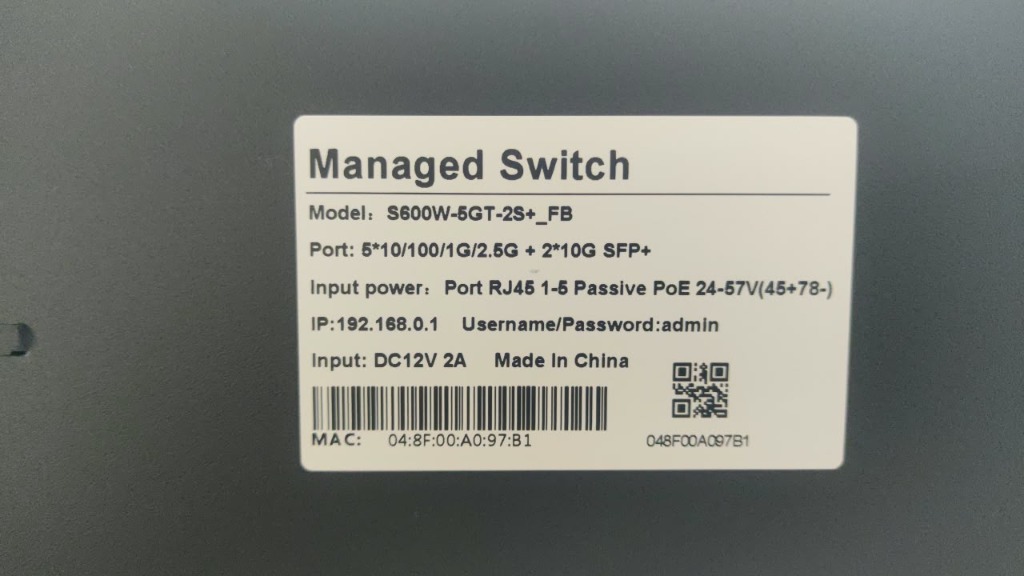 Managed Switch
Model: S600W-5GT-2S+_FB
Port: 5*10/100/1G/2.5G + 2*10G SFP+
Input power: Port RJ45 1-5 Passive PoE 24-57V(45+78-)
IP:192.168.0.1 Username/Password:admin
Input: DC12V 2A Made In China
MAC: 04:8F:00:A0:97:B1
048F00A097B1